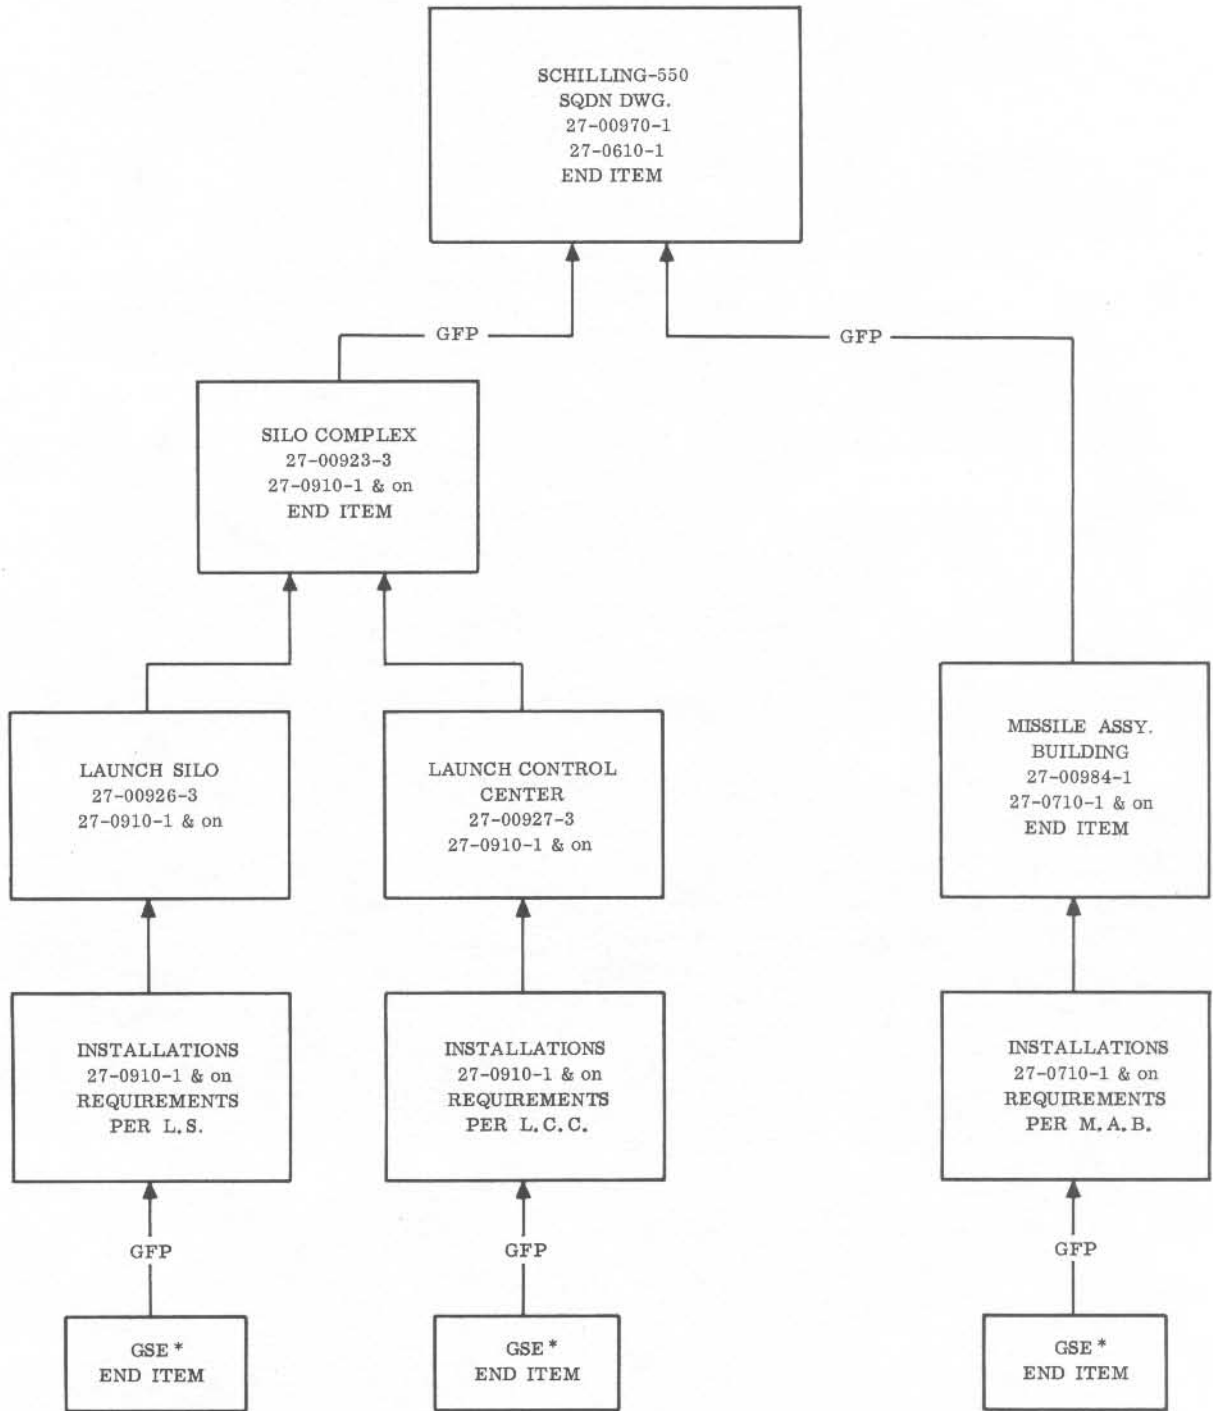 SCHILLING-550
SQDN DWG.
27-00970-1
27-0610-1
END ITEM
GFP
GFP
SILO COMPLEX
27-00923-3
27-0910-1 & on
END ITEM
LAUNCH SILO
27-00926-3
27-0910-1 & on
LAUNCH CONTROL
CENTER
27-00927-3
27-0910-1 & on
MISSILE ASSY.
BUILDING
27-00984-1
27-0710-1 & on
END ITEM
INSTALLATIONS
27-0910-1 & on
REQUIREMENTS
PER L.S.
INSTALLATIONS
27-0910-1 & on
REQUIREMENTS
PER L.C.C.
INSTALLATIONS
27-0710-1 & on
REQUIREMENTS
PER M.A.B.
GFP
GFP
GFP
GSE *
END ITEM
GSE *
END ITEM
GSE *
END ITEM